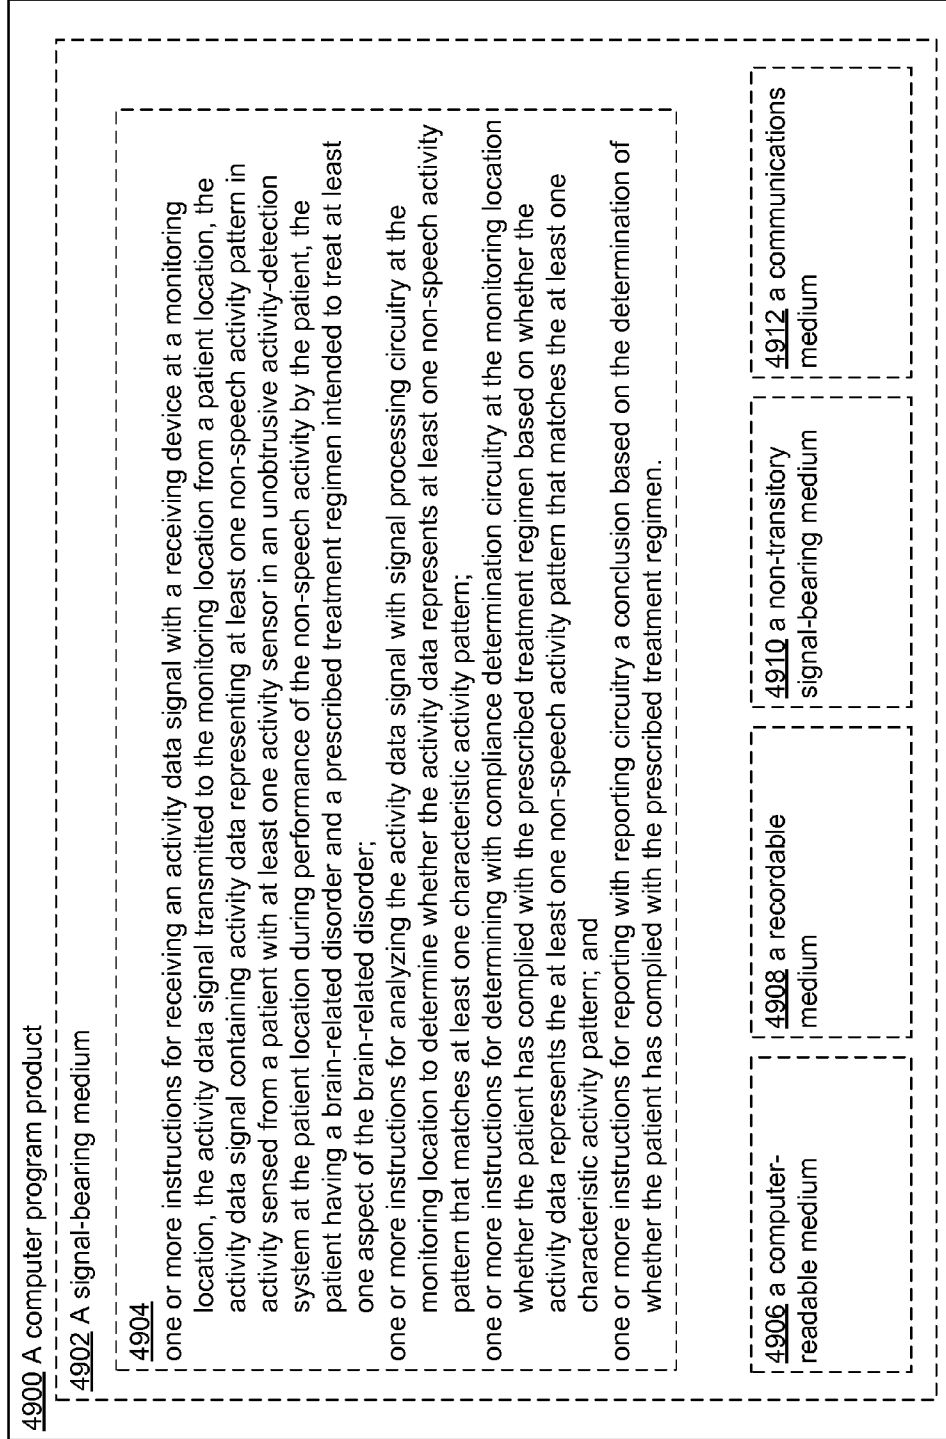 4900 A computer program product
4902 A signal-bearing medium
4904
one or more instructions for receiving an activity data signal with a receiving device at a monitoring
location, the activity data signal transmitted to the monitoring location from a patient location, the
activity data signal containing activity data representing at least one non-speech activity pattern in
activity sensed from a patient with at least one activity sensor in an unobtrusive activity-detection
system at the patient location during performance of the non-speech activity by the patient, the
patient having a brain-related disorder and a prescribed treatment regimen intended to treat at least
one aspect of the brain-related disorder;
one or more instructions for analyzing the activity data signal with signal processing circuitry at the
monitoring location to determine whether the activity data represents at least one non-speech activity
pattern that matches at least one characteristic activity pattern;
one or more instructions for determining with compliance determination circuitry at the monitoring location
whether the patient has complied with the prescribed treatment regimen based on whether the
activity data represents the at least one non-speech activity pattern that matches the at least one
characteristic activity pattern; and
one or more instructions for reporting with reporting circuitry a conclusion based on the determination of
whether the patient has complied with the prescribed treatment regimen.
4906 a computer-
readable medium
4908 a recordable
medium
4910 a non-transitory
signal-bearing medium
4912 a communications
medium